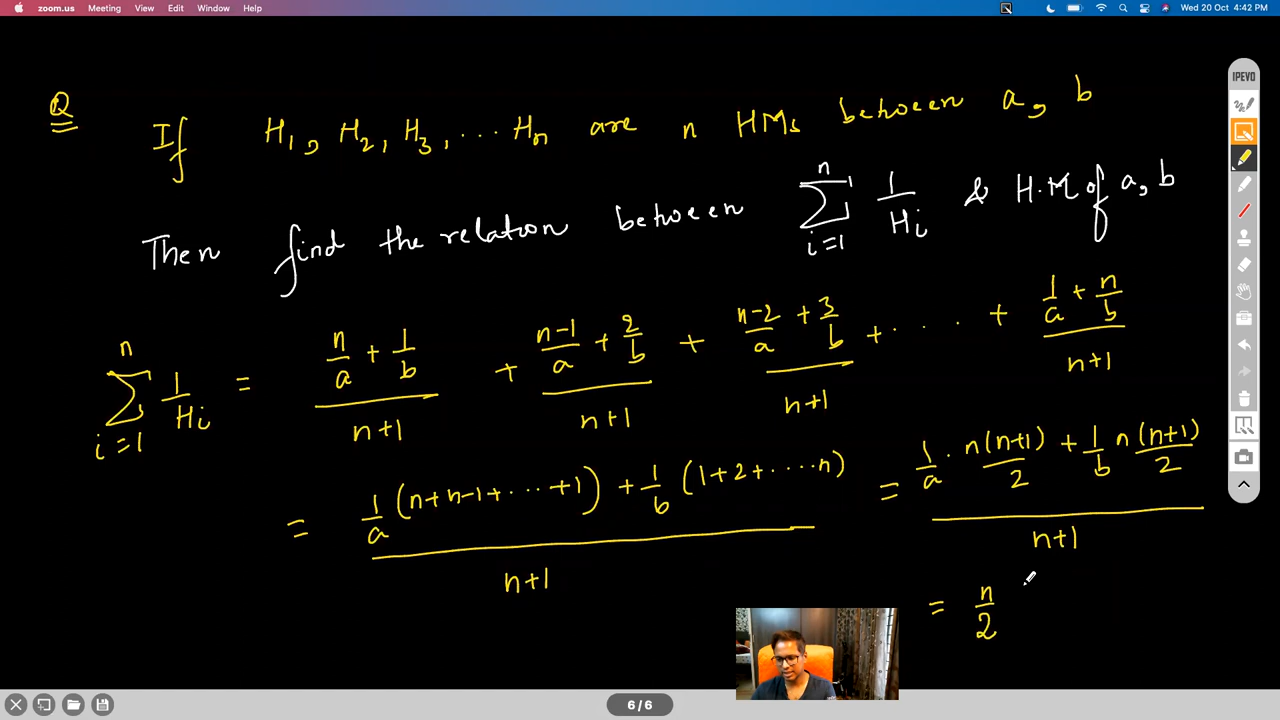 zoom.us Meeting View Edit Window Help Wed 20 Oct 4:42 PM
IPEVO
Q If H₁, H₂, H₃, ... Hₙ are n HMs between a, b
Then find the relation between ∑ⁿᵢ₌₁ 1/Hᵢ & H.M of a, b
∑ⁿᵢ₌₁ 1/Hᵢ = (n/a + 1/b)/(n+1) + ((n-1)/a + 2/b)/(n+1) + ((n-2)/a + 3/b)/(n+1) + . . . . + (1/a + n/b)/(n+1)
= (1/a (n+n-1+...+1) + 1/b (1+2+....n))/(n+1) = (1/a · n(n+1)/2 + 1/b n(n+1)/2)/(n+1)
= n/2
6/6